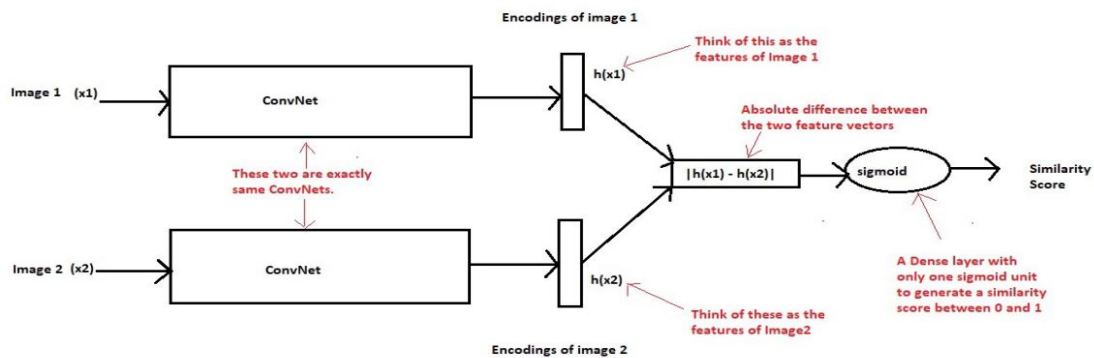 Encodings of image 1
Think of this as the
features of Image 1
h(x1)
Image 1 (x1)
ConvNet
Absolute difference between
the two feature vectors
These two are exactly
same ConvNets.
|h(x1) - h(x2)|
sigmoid
Similarity
Score
Image 2 (x2)
ConvNet
h(x2)
A Dense layer with
only one sigmoid unit
to generate a similarity
score between 0 and 1
Think of these as the
features of Image2
Encodings of image 2